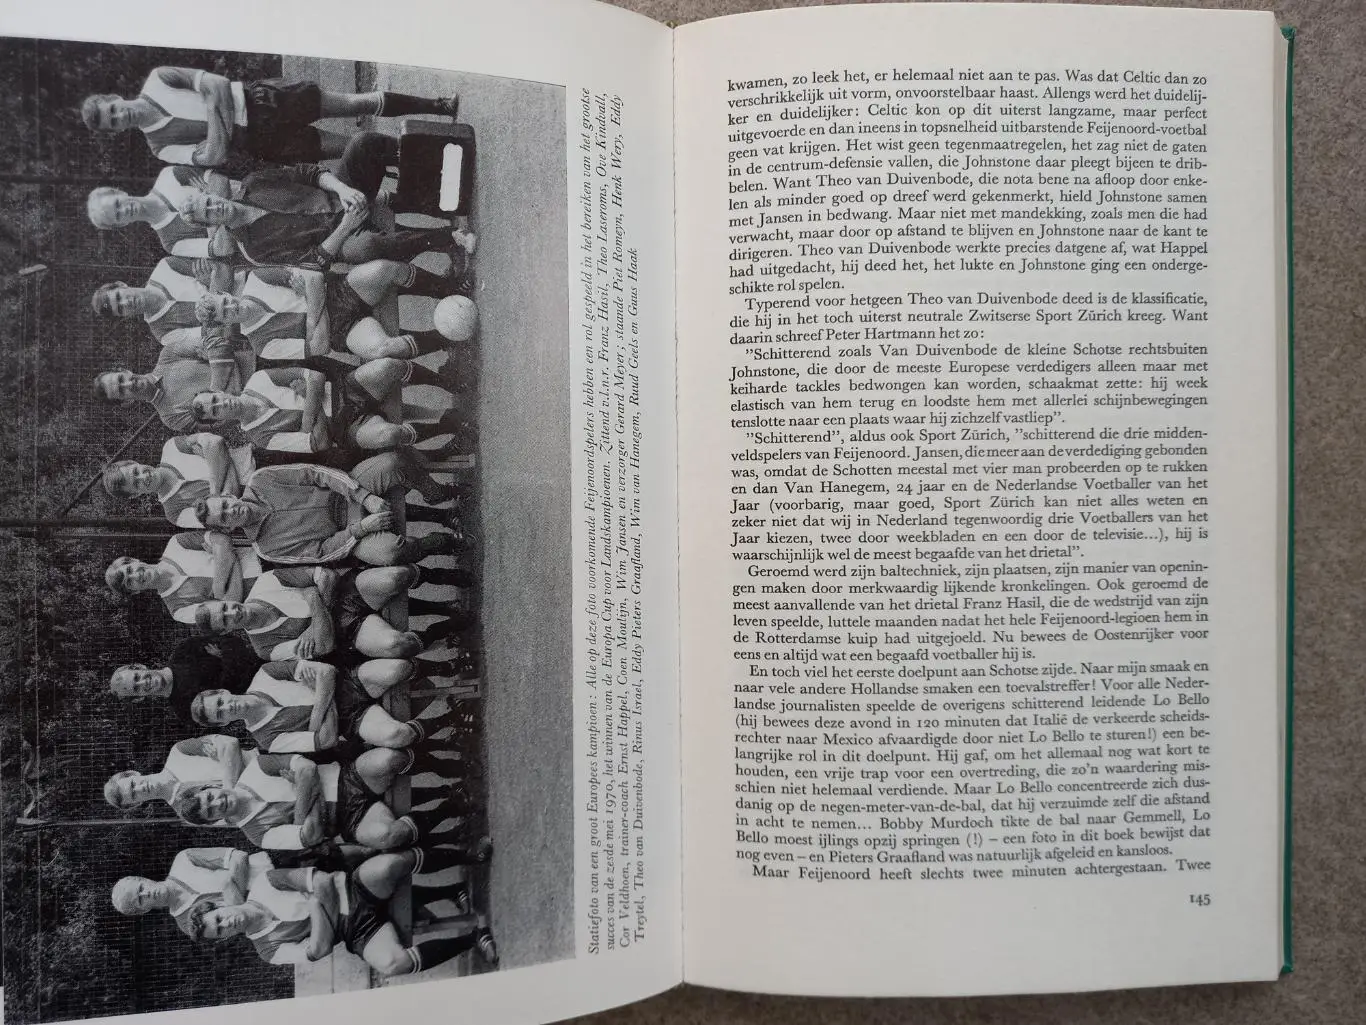 Statiefoto van een groot Europees kampioen: Alle op deze foto voorkomende Feijenoordspelers hebben een rol gespeeld in het bereiken van het grootse
succes van de zesde mei 1970, het winnen van de Europa Cup voor Landskampioenen. Zittend v.l.n.r. Franz Hasil, Theo Laseroms, Ove Kindvall,
Cor Veldhoen, trainer-coach Ernst Happel, Coen Moulijn, Wim Jansen en verzorger Gerard Meyer; staande Piet Romeyn, Henk Wery, Eddy
Treytel, Theo van Duivenbode, Rinus Israel, Eddy Pieters Graafland, Wim van Hanegem, Ruud Geels en Guus Haak
kwamen, zo leek het, er helemaal niet aan te pas. Was dat Celtic dan zo
verschrikkelijk uit vorm, onvoorstelbaar haast. Allengs werd het duidelij-
ker en duidelijker: Celtic kon op dit uiterst langzame, maar perfect
uitgevoerde en dan ineens in topsnelheid uitbarstende Feijenoord-voetbal
geen vat krijgen. Het wist geen tegenmaatregelen, het zag niet de gaten
in de centrum-defensie vallen, die Johnstone daar pleegt bijeen te drib-
belen. Want Theo van Duivenbode, die nota bene na afloop door enke-
len als minder goed op dreef werd gekenmerkt, hield Johnstone samen
met Jansen in bedwang. Maar niet met mandekking, zoals men die had
verwacht, maar door op afstand te blijven en Johnstone naar de kant te
dirigeren. Theo van Duivenbode werkte precies datgene af, wat Happel
had uitgedacht, hij deed het, het lukte en Johnstone ging een onderge-
schikte rol spelen.
Typerend voor hetgeen Theo van Duivenbode deed is de klassificatie,
die hij in het toch uiterst neutrale Zwitserse Sport Zürich kreeg. Want
daarin schreef Peter Hartmann het zo:
"Schitterend zoals Van Duivenbode de kleine Schotse rechtsbuiten
Johnstone, die door de meeste Europese verdedigers alleen maar met
keiharde tackles bedwongen kan worden, schaakmat zette: hij week
elastisch van hem terug en loodste hem met allerlei schijnbewegingen
tenslotte naar een plaats waar hij zichzelf vastliep".
"Schitterend", aldus ook Sport Zürich, "schitterend die drie midden-
veldspelers van Feijenoord. Jansen, die meer aan de verdediging gebonden
was, omdat de Schotten meestal met vier man probeerden op te rukken
en dan Van Hanegem, 24 jaar en de Nederlandse Voetballer van het
Jaar (voorbarig, maar goed, Sport Zürich kan niet alles weten en
zeker niet dat wij in Nederland tegenwoordig drie Voetballers van het
Jaar kiezen, twee door weekbladen en een door de televisie...), hij is
waarschijnlijk wel de meest begaafde van het drietal".
Geroemd werd zijn baltechniek, zijn plaatsen, zijn manier van openin-
gen maken door merkwaardig lijkende kronkelingen. Ook geroemd de
meest aanvallende van het drietal Franz Hasil, die de wedstrijd van zijn
leven speelde, luttele maanden nadat het hele Feijenoord-legioen hem in
de Rotterdamse kuip had uitgejoeld. Nu bewees de Oostenrijker voor
eens en altijd wat een begaafd voetballer hij is.
En toch viel het eerste doelpunt aan Schotse zijde. Naar mijn smaak en
naar vele andere Hollandse smaken een toevalstreffer! Voor alle Neder-
landse journalisten speelde de overigens schitterend leidende Lo Bello
(hij bewees deze avond in 120 minuten dat Italië de verkeerde scheids-
rechter naar Mexico afvaardigde door niet Lo Bello te sturen!) een be-
langrijke rol in dit doelpunt. Hij gaf, om het allemaal nog wat kort te
houden, een vrije trap voor een overtreding, die zo'n waardering mis-
schien niet helemaal verdiende. Maar Lo Bello concentreerde zich dus-
danig op de negen-meter-van-de-bal, dat hij verzuimde zelf die afstand
in acht te nemen... Bobby Murdoch tikte de bal naar Gemmell, Lo
Bello moest ijlings opzij springen (!) – een foto in dit boek bewijst dat
nog even – en Pieters Graafland was natuurlijk afgeleid en kansloos.
Maar Feijenoord heeft slechts twee minuten achtergestaan. Twee
145